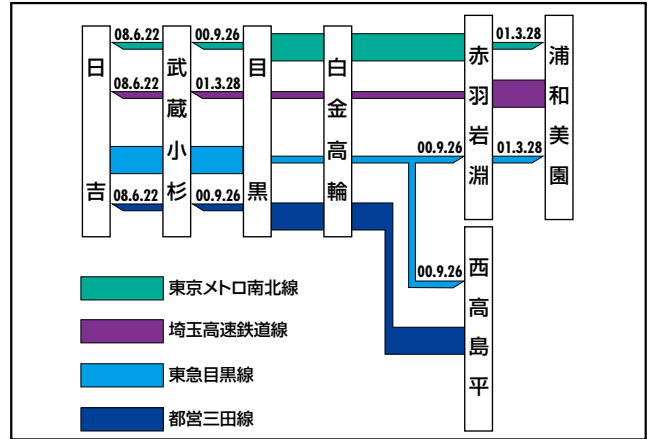 日吉
武蔵小杉
目黒
白金高輪
赤羽岩淵
浦和美園
西高島平
08.6.22
00.9.26
01.3.28
08.6.22
01.3.28
00.9.26
01.3.28
08.6.22
00.9.26
00.9.26
東京メトロ南北線
埼玉高速鉄道線
東急目黒線
都営三田線